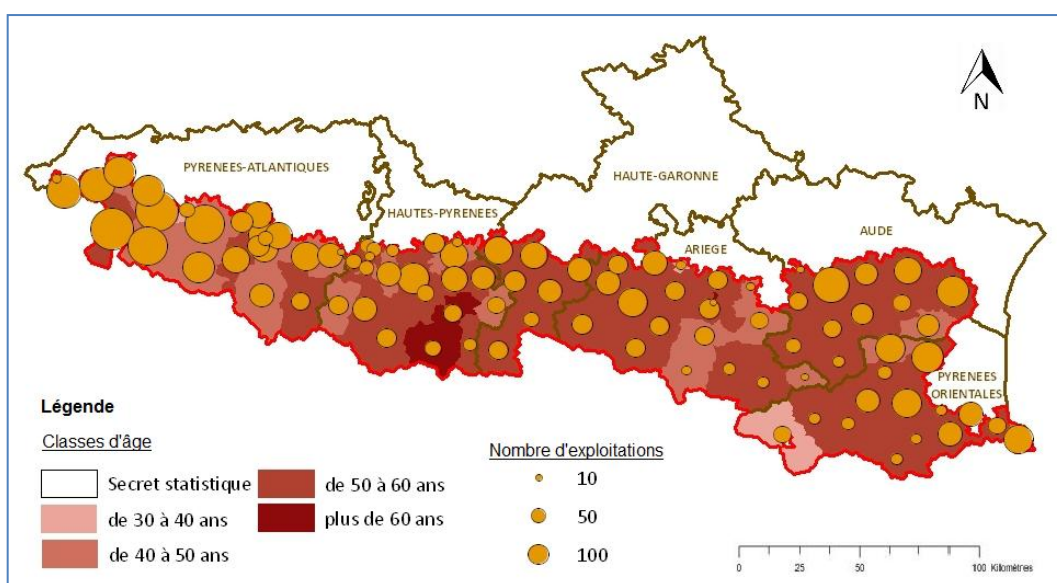 N
PYRENEES-ATLANTIQUES
HAUTE-GARONNE
HAUTES-PYRENEES
ARIEGE
AUDE
PYRENEES
ORIENTALES
Légende
Classes d'âge
Secret statistique
de 30 à 40 ans
de 40 à 50 ans
de 50 à 60 ans
plus de 60 ans
Nombre d'exploitations
10
50
100
0 25 50 100 Kilomètres